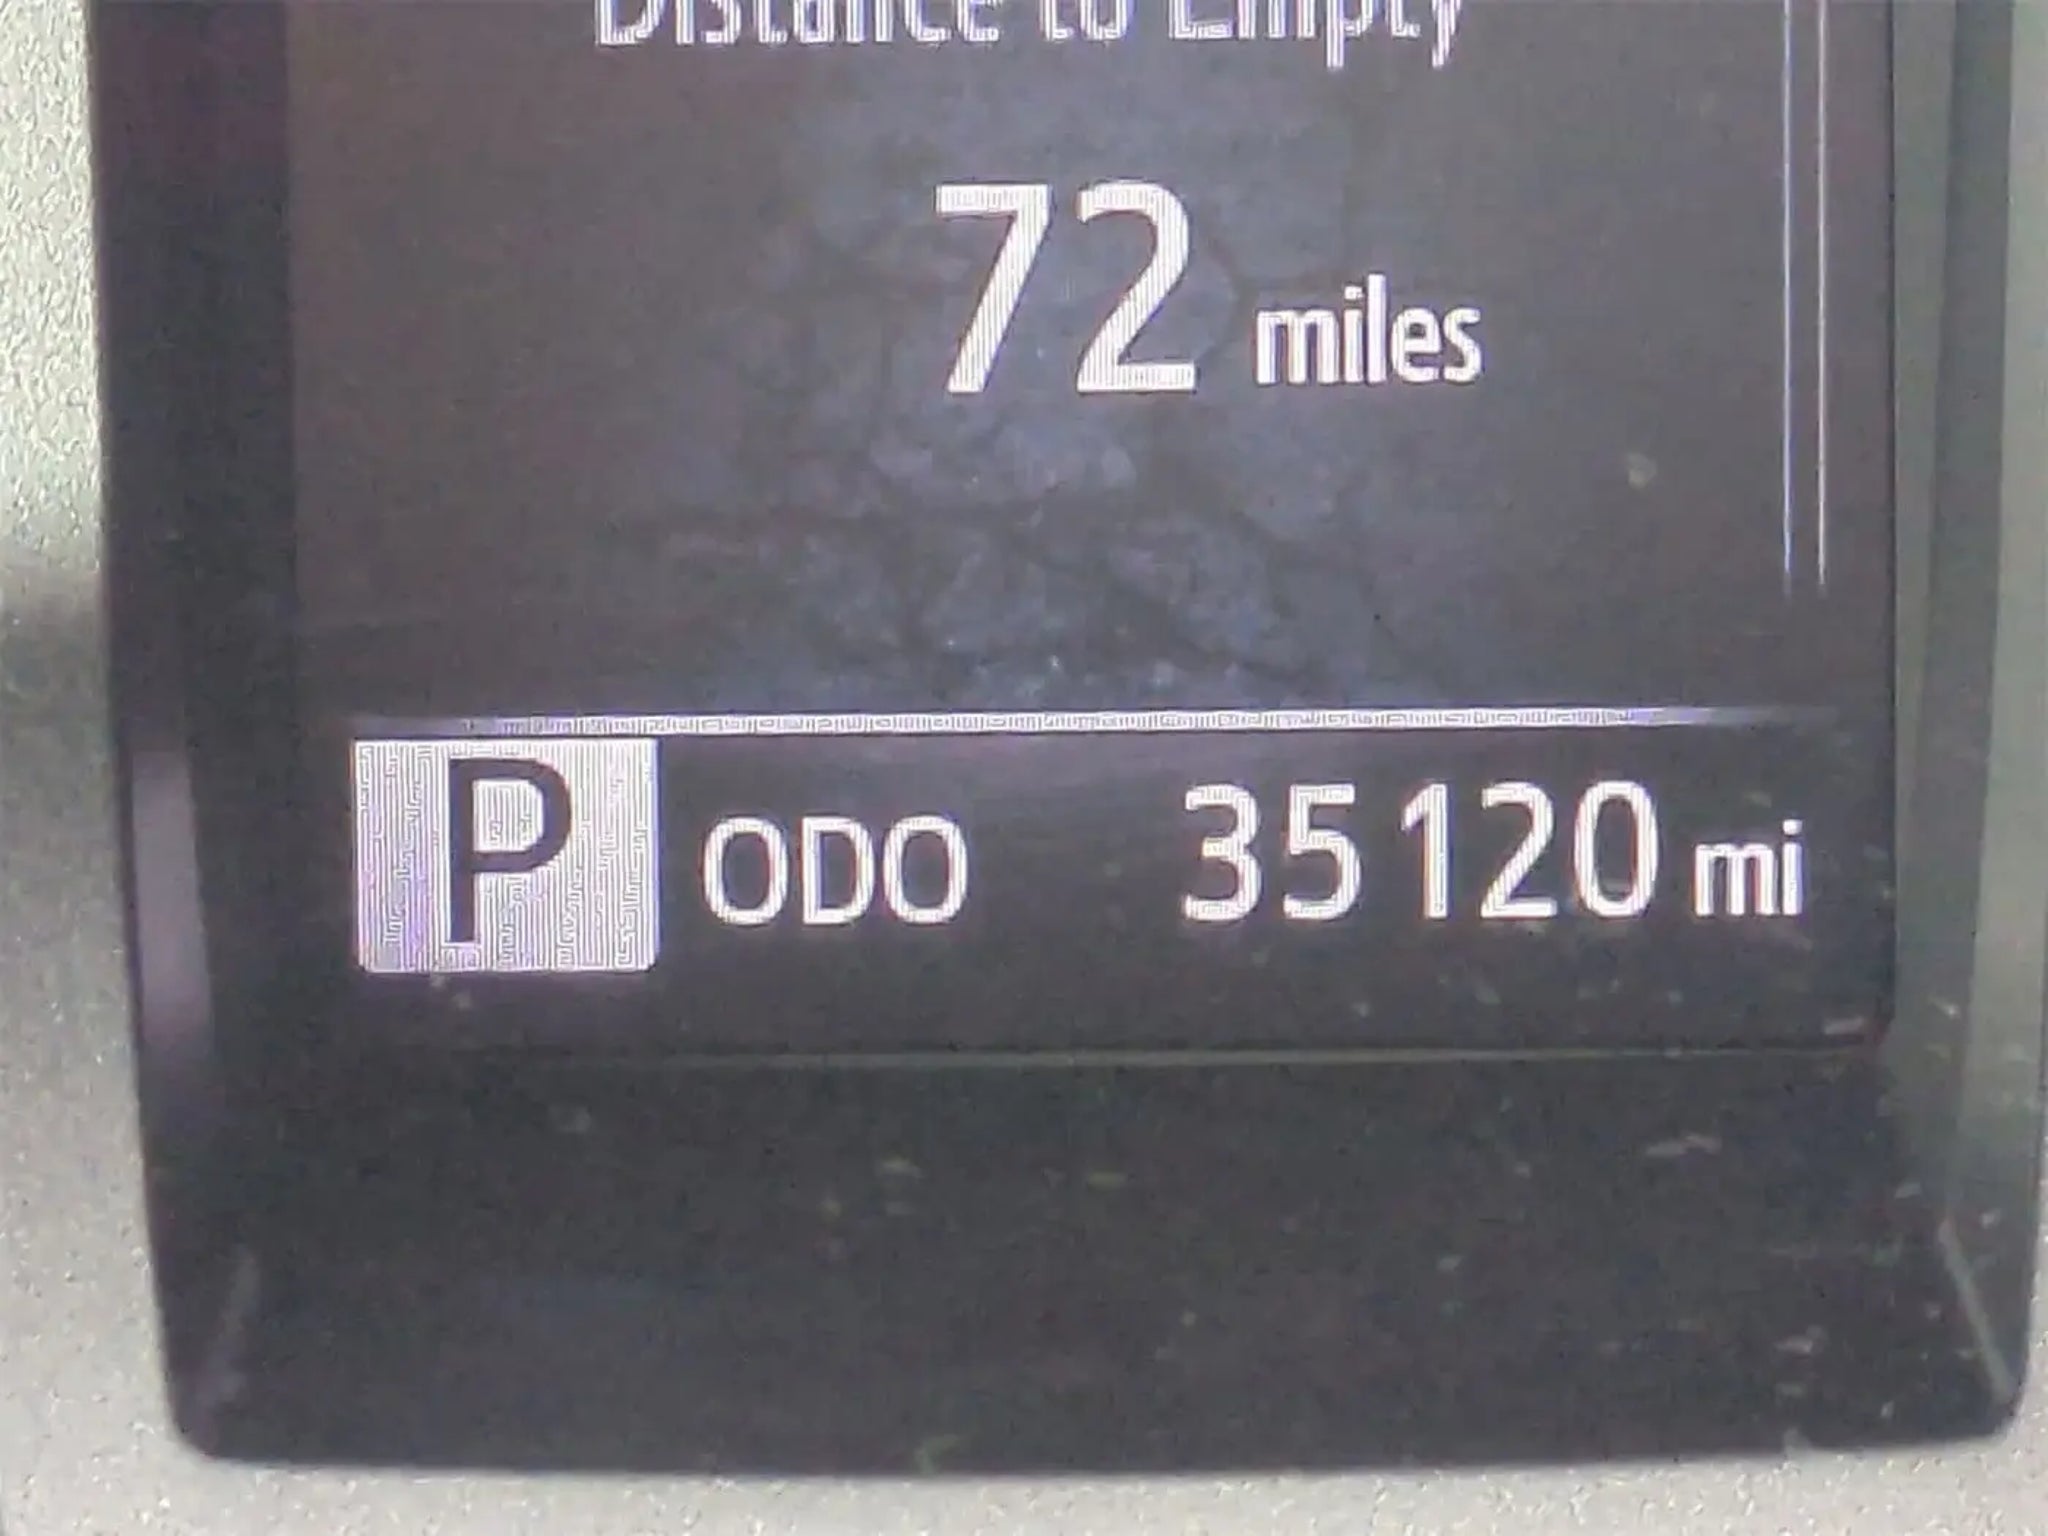 Distance to Empty
72 miles
P ODO 35120 mi